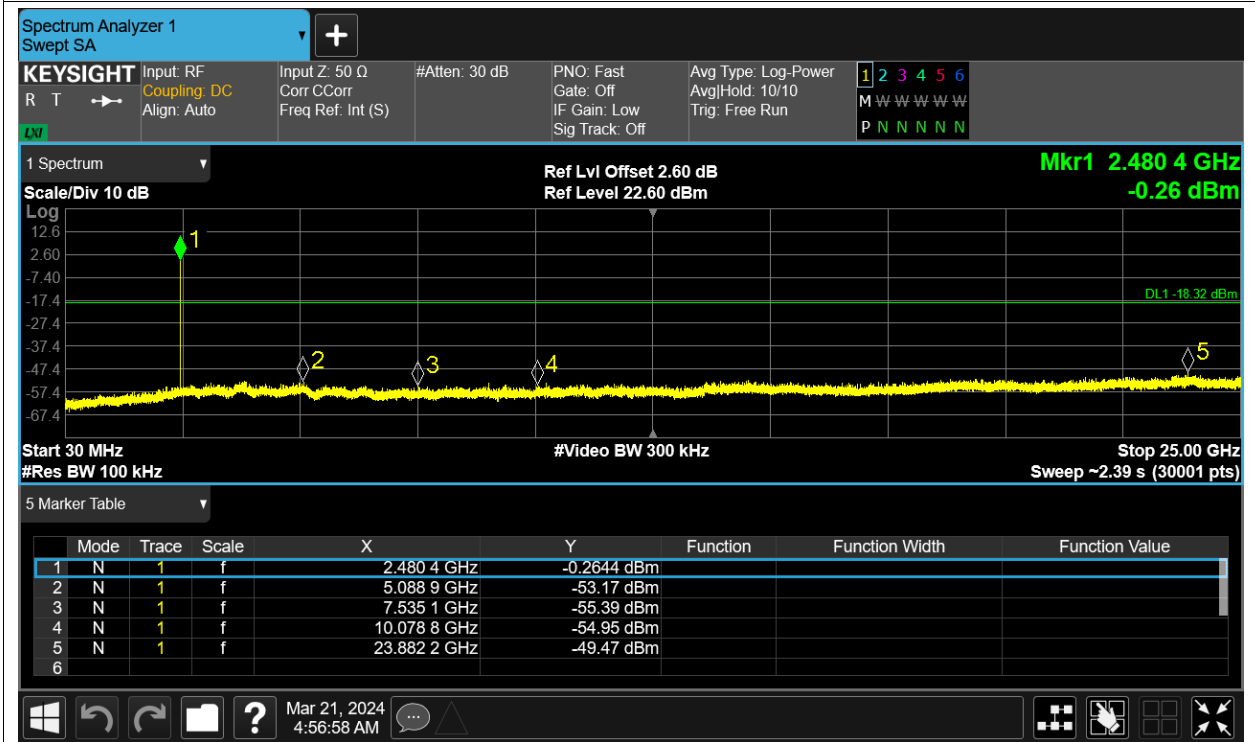 Spectrum Analyzer 1
Swept SA
KEYSIGHT
R T
LXI
Input: RF
Coupling: DC
Align: Auto
Input Z: 50 Ω
Corr CCorr
Freq Ref: Int (S)
#Atten: 30 dB
PNO: Fast
Gate: Off
IF Gain: Low
Sig Track: Off
Avg Type: Log-Power
Avg|Hold: 10/10
Trig: Free Run
1 2 3 4 5 6
M W W W W W
P N N N N N
1 Spectrum
Scale/Div 10 dB
Ref Lvl Offset 2.60 dB
Ref Level 22.60 dBm
Mkr1 2.480 4 GHz
-0.26 dBm
Log
12.6
2.60
-7.40
-17.4
-27.4
-37.4
-47.4
-57.4
-67.4
1
2
3
4
5
DL1 -18.32 dBm
Start 30 MHz
#Res BW 100 kHz
#Video BW 300 kHz
Stop 25.00 GHz
Sweep ~2.39 s (30001 pts)
5 Marker Table
Mode Trace Scale X Y Function Function Width Function Value
1 N 1 f 2.480 4 GHz -0.2644 dBm
2 N 1 f 5.088 9 GHz -53.17 dBm
3 N 1 f 7.535 1 GHz -55.39 dBm
4 N 1 f 10.078 8 GHz -54.95 dBm
5 N 1 f 23.882 2 GHz -49.47 dBm
6
?
Mar 21, 2024
4:56:58 AM